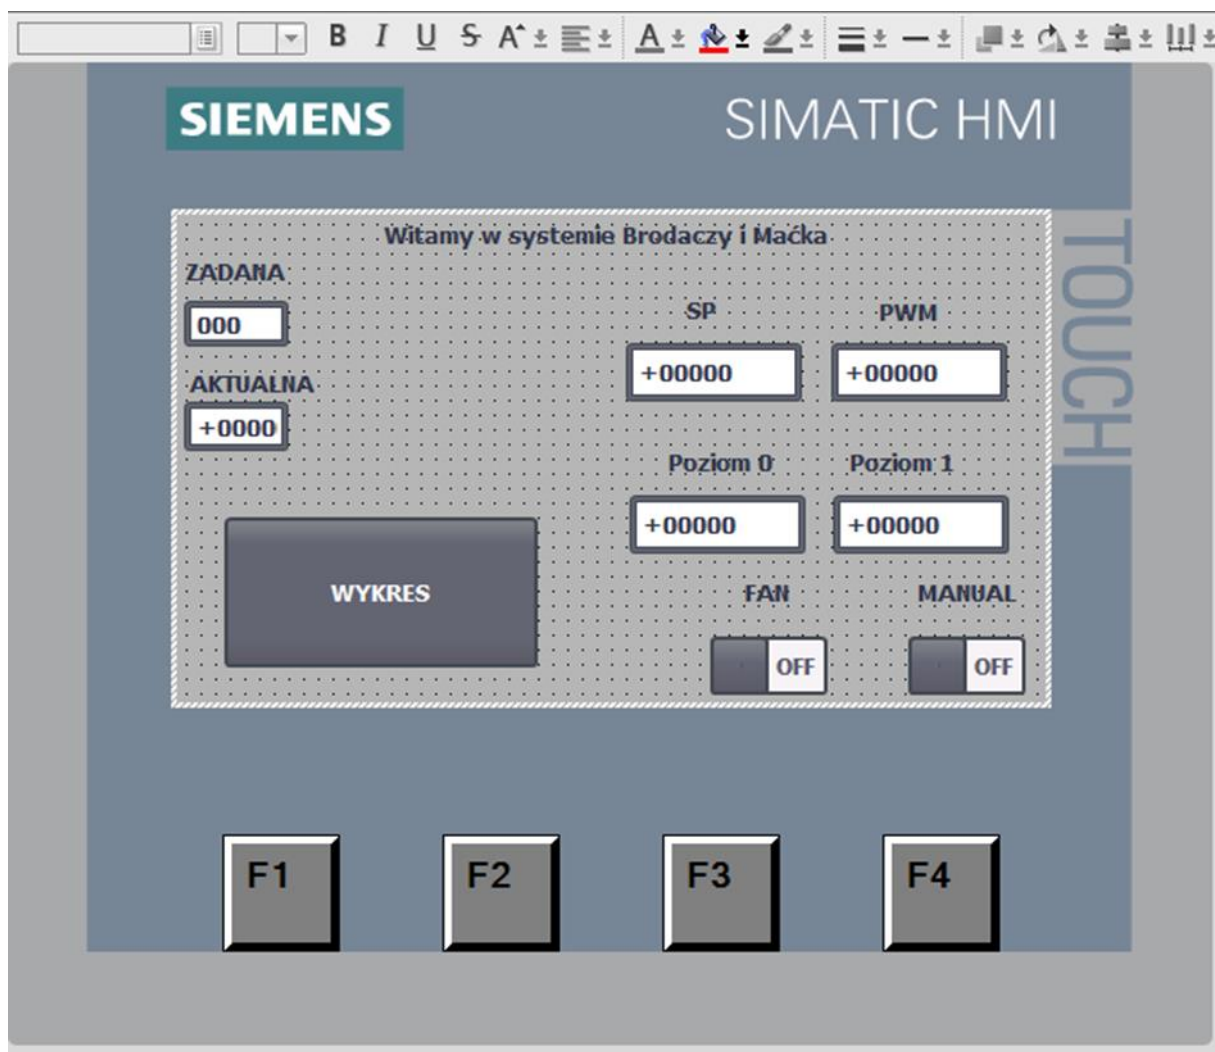 B I U S A A
SIEMENS SIMATIC HMI
TOUCH
Witamy w systemie Brodaczy i Maćka
ZADANA
000
SP PWM
+00000 +00000
AKTUALNA
+0000
Poziom 0 Poziom 1
+00000 +00000
WYKRES
FAN MANUAL
OFF OFF
F1 F2 F3 F4